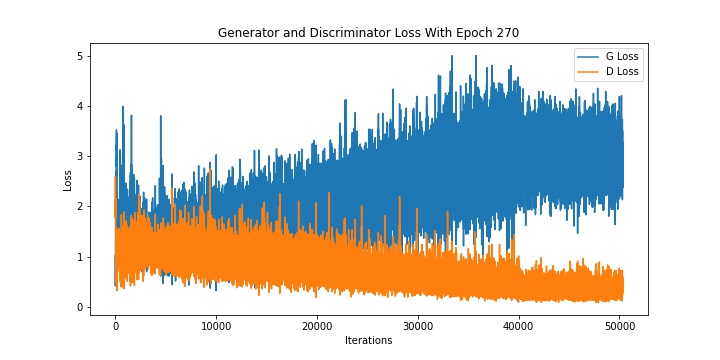 Generator and Discriminator Loss With Epoch 270
G Loss
D Loss
5
4
3
2
1
0
Loss
0 10000 20000 30000 40000 50000
Iterations